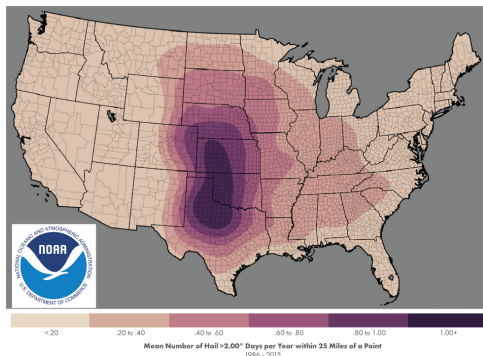 NATIONAL OCEANIC AND ATMOSPHERIC ADMINISTRATION
NOAA
U.S. DEPARTMENT OF COMMERCE
<.20 .20 to .40 .40 to .60 .60 to .80 .80 to 1.00 1.00+
Mean Number of Hail >2.00" Days per Year within 25 Miles of a Point
1986 - 2015